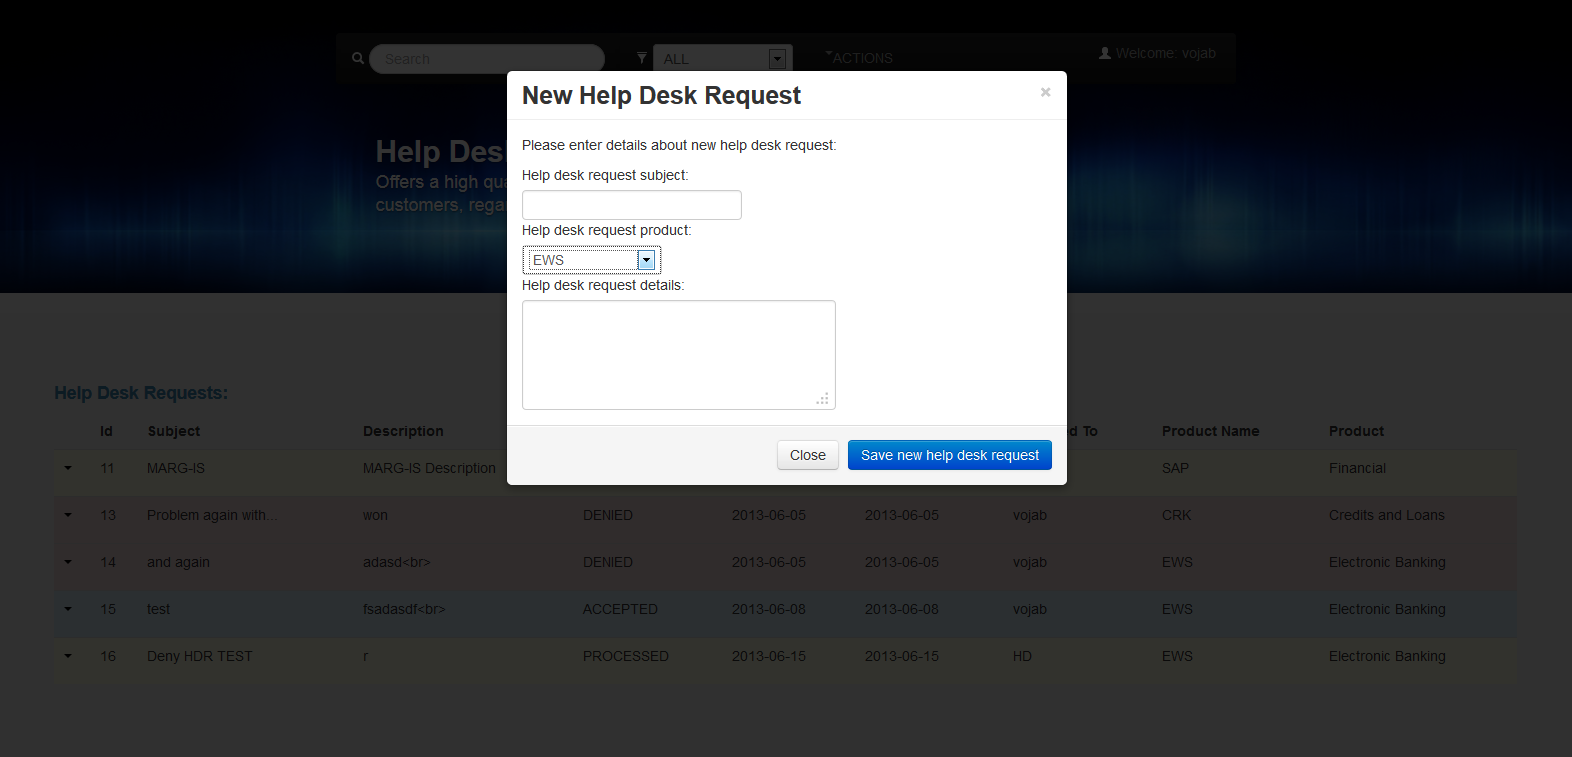 Search
ALL
ACTIONS
Welcome: vojab
New Help Desk Request
×
Please enter details about new help desk request:
Help desk request subject:
Help desk request product:
EWS
Help desk request details:
Close
Save new help desk request
Help Des
Offers a high qua
customers, regar
Help Desk Requests:
Id Subject Description d To Product Name Product
11 MARG-IS MARG-IS Description SAP Financial
13 Problem again with... won DENIED 2013-06-05 2013-06-05 vojab CRK Credits and Loans
14 and again adasd<br> DENIED 2013-06-05 2013-06-05 vojab EWS Electronic Banking
15 test fsadasdf<br> ACCEPTED 2013-06-08 2013-06-08 vojab EWS Electronic Banking
16 Deny HDR TEST r PROCESSED 2013-06-15 2013-06-15 HD EWS Electronic Banking